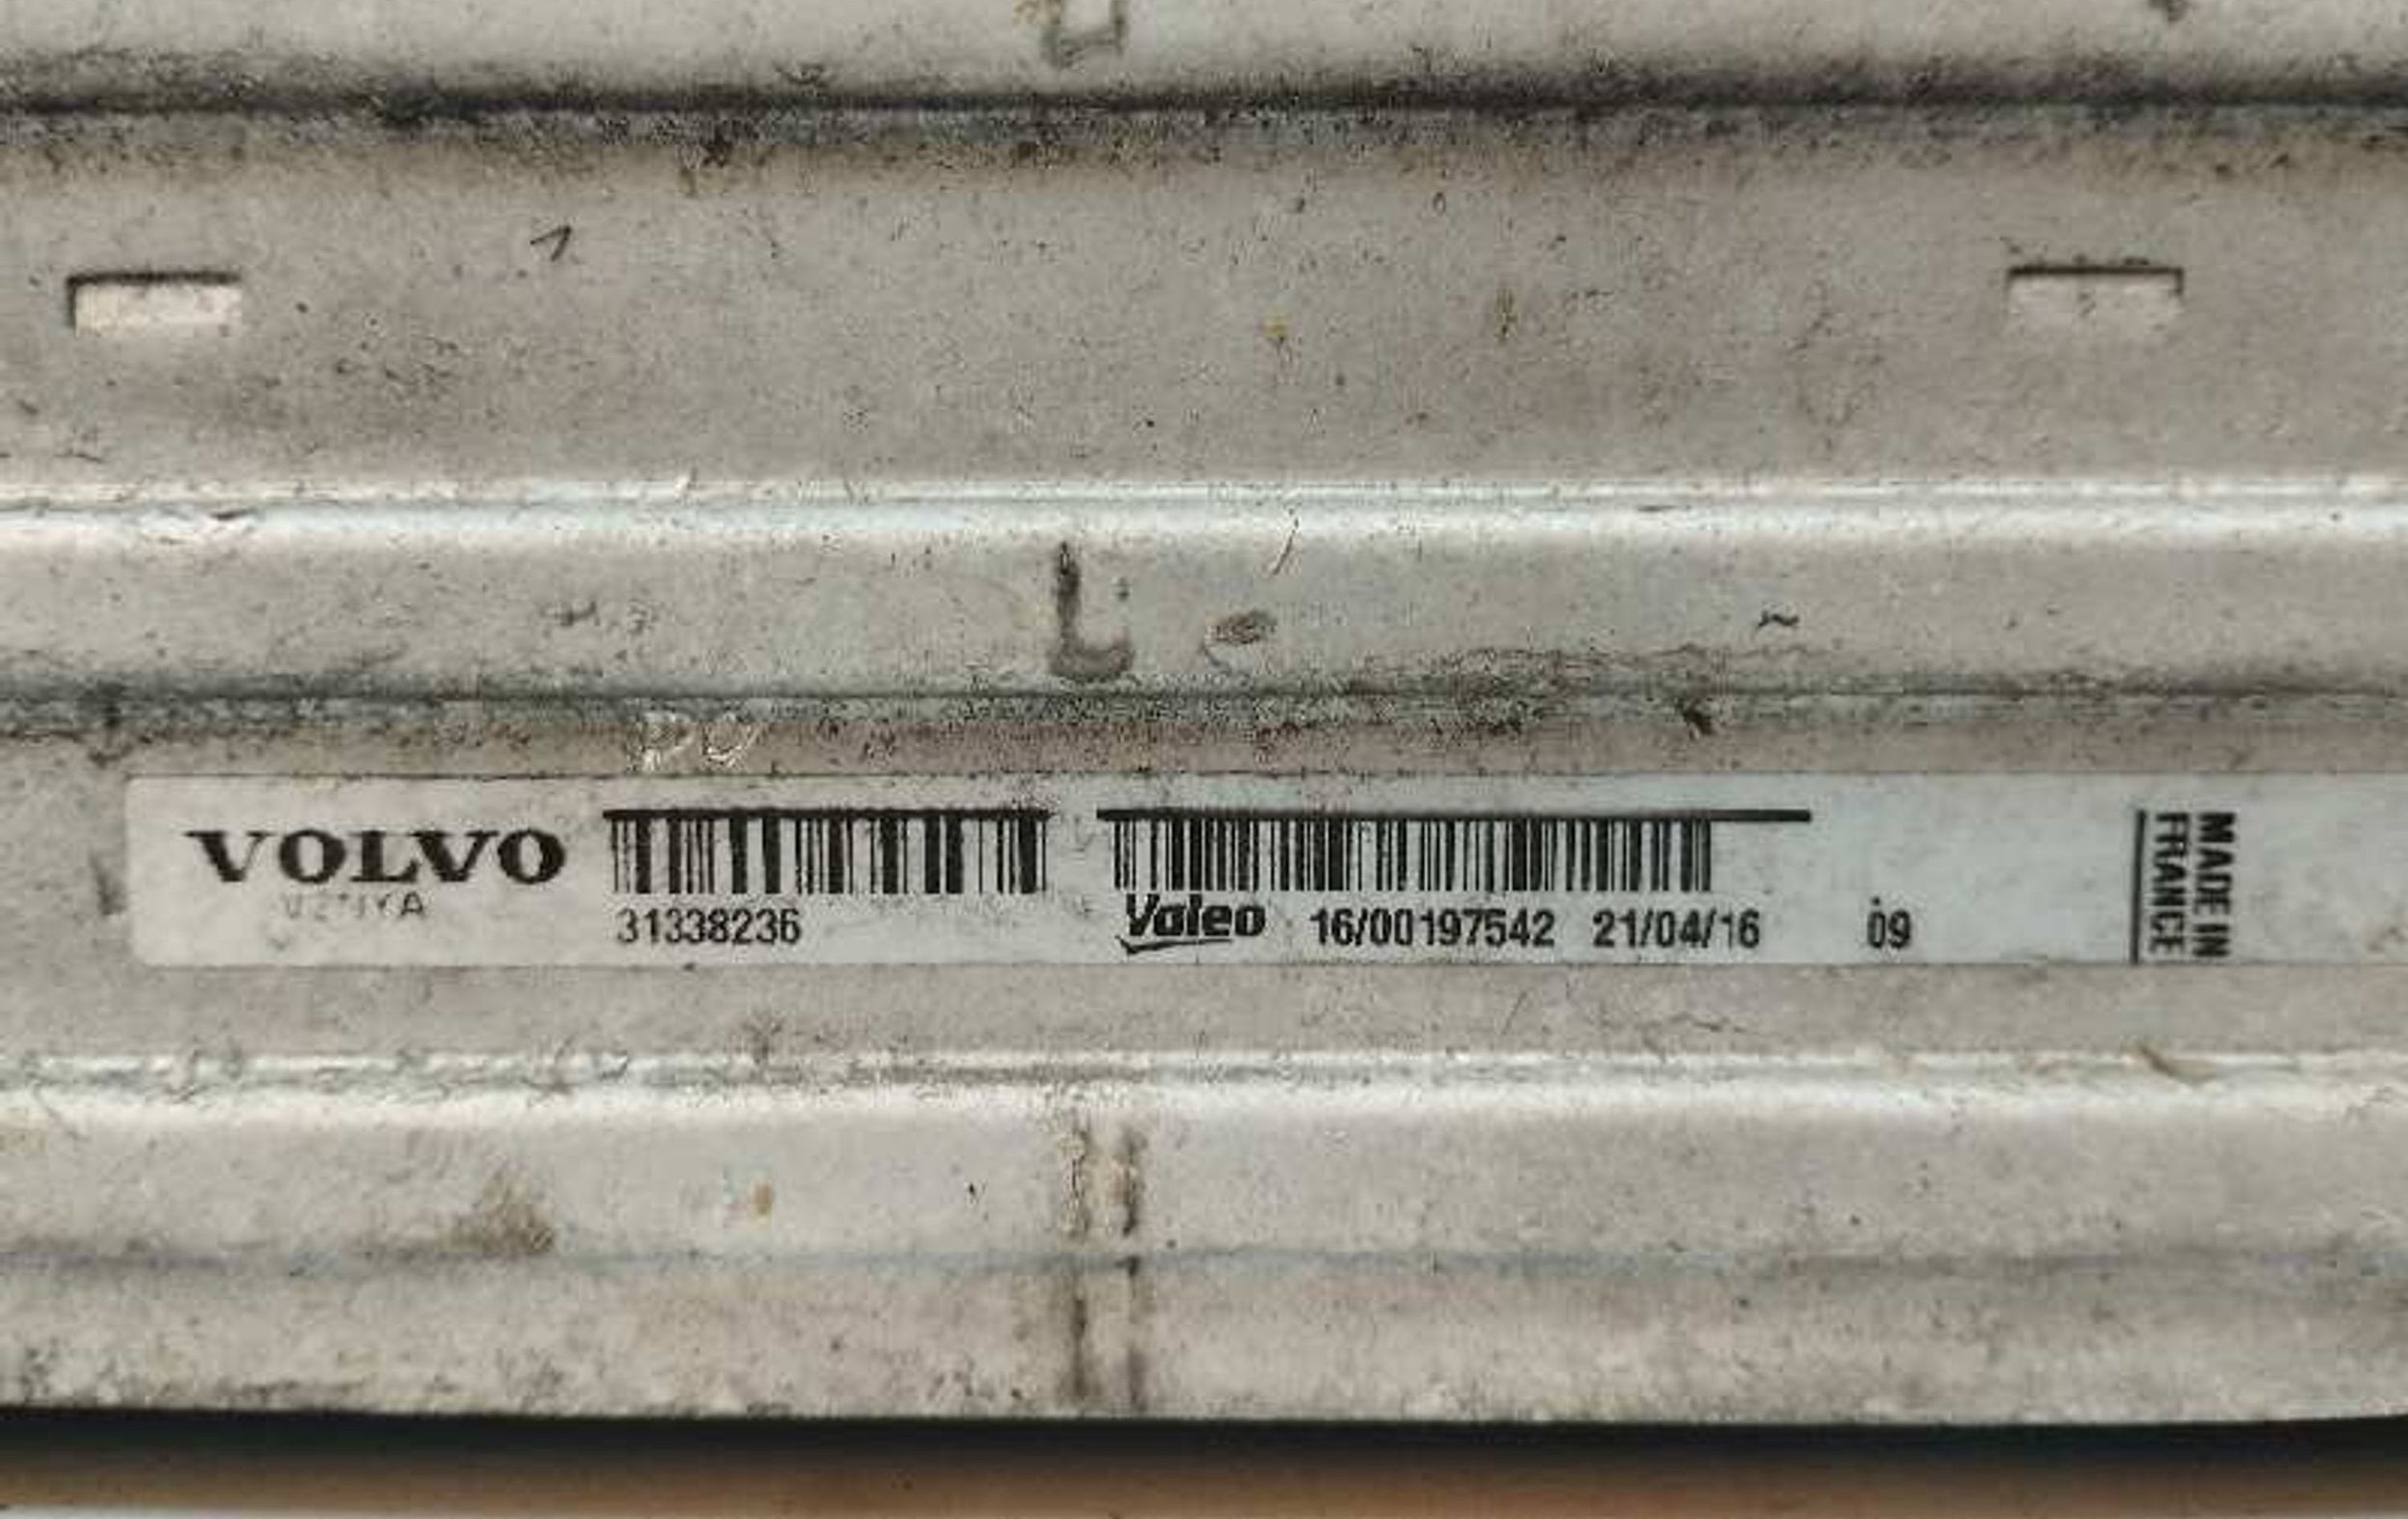 VOLVO
31338236
Valeo 16/00197542 21/04/16 09
MADE IN
FRANCE